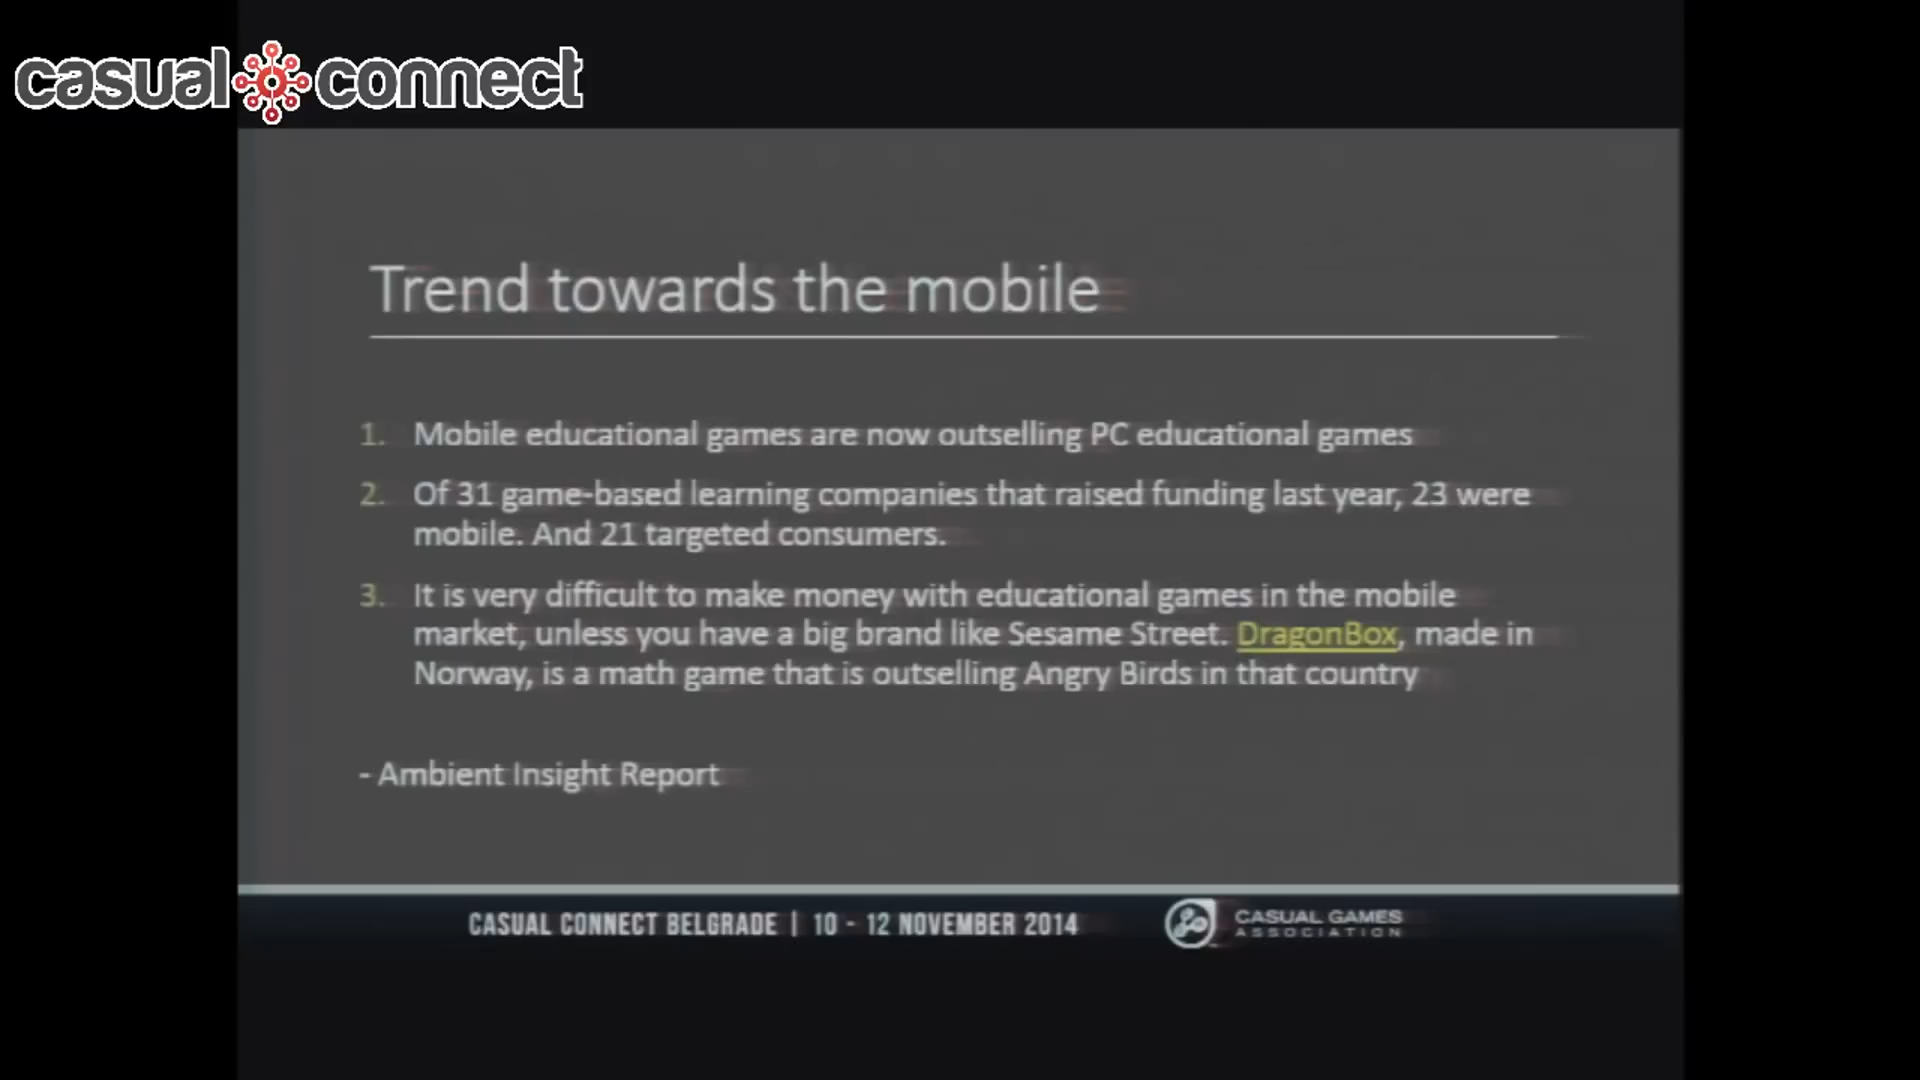 casual connect
Trend towards the mobile
1. Mobile educational games are now outselling PC educational games
2. Of 31 game-based learning companies that raised funding last year, 23 were
mobile. And 21 targeted consumers.
3. It is very difficult to make money with educational games in the mobile
market, unless you have a big brand like Sesame Street. DragonBox, made in
Norway, is a math game that is outselling Angry Birds in that country
- Ambient Insight Report
CASUAL CONNECT BELGRADE | 10 - 12 NOVEMBER 2014
CASUAL GAMES
ASSOCIATION